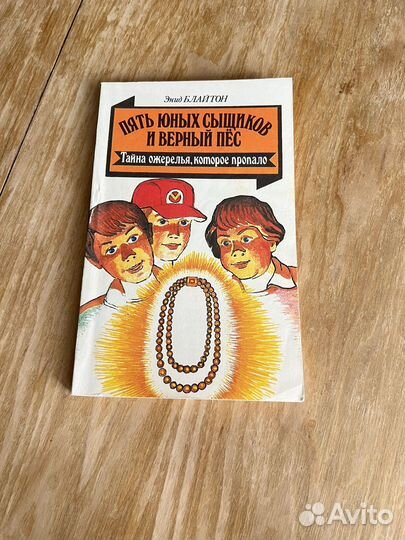 Энид БЛАЙТОН
ПЯТЬ ЮНЫХ СЫЩИКОВ
И ВЕРНЫЙ ПЁС
Тайна ожерелья, которое пропало
Avito